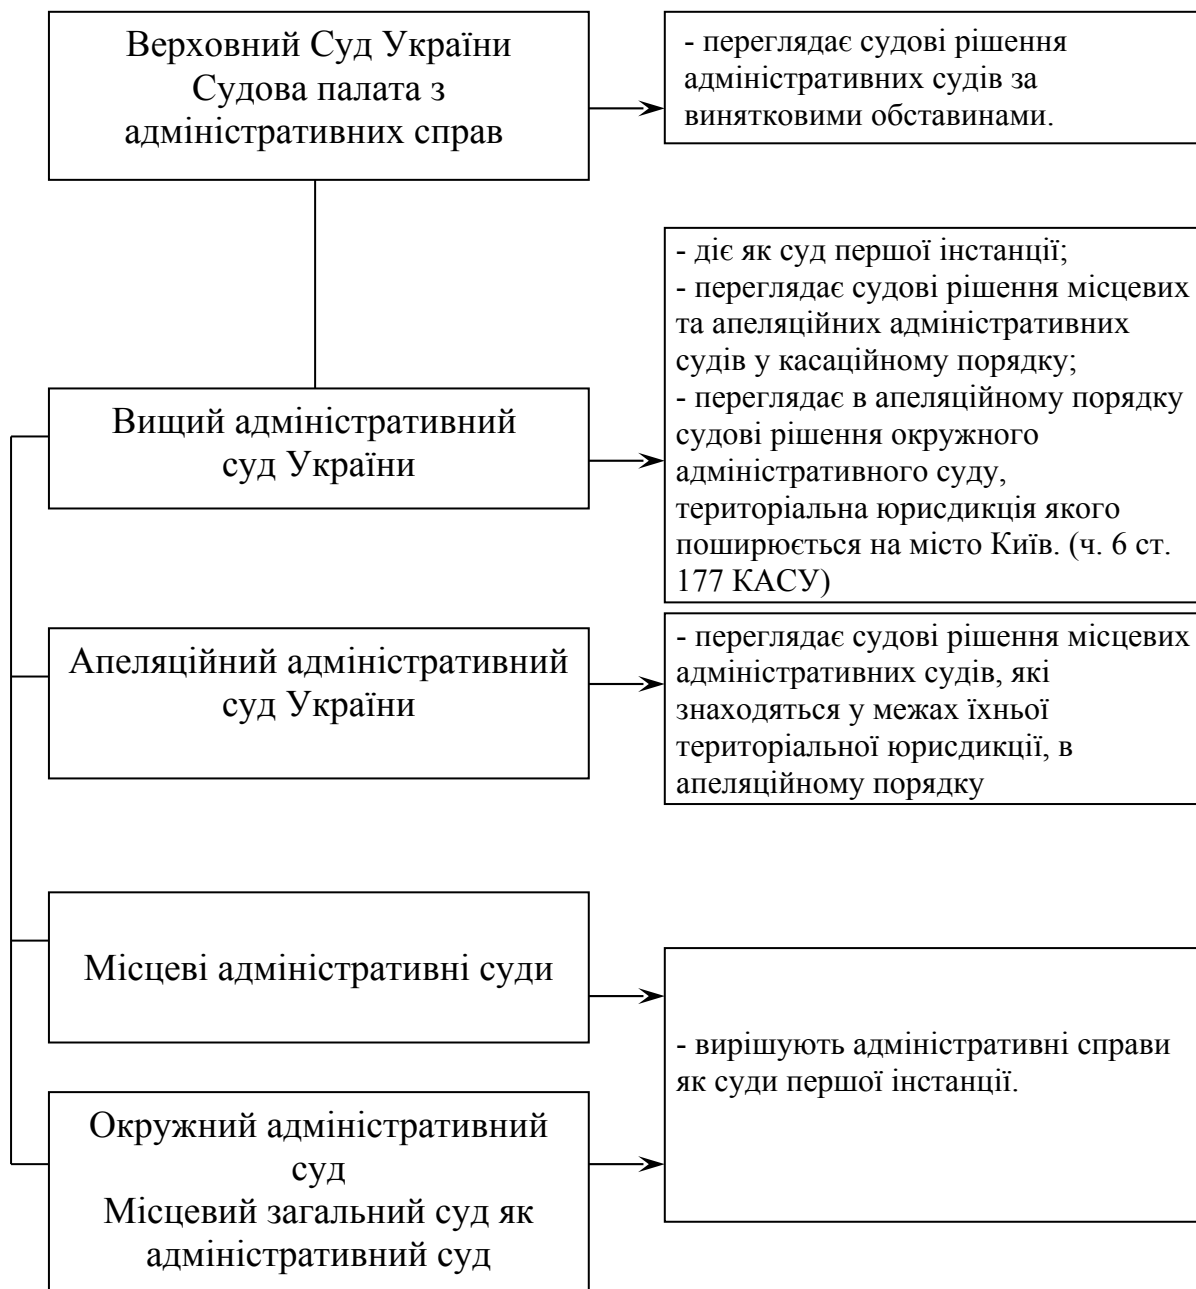 Верховний Суд України
Судова палата з
адміністративних справ
- переглядає судові рішення
адміністративних судів за
винятковими обставинами.
Вищий адміністративний
суд України
- діє як суд першої інстанції;
- переглядає судові рішення місцевих
та апеляційних адміністративних
судів у касаційному порядку;
- переглядає в апеляційному порядку
судові рішення окружного
адміністративного суду,
територіальна юрисдикція якого
поширюється на місто Київ. (ч. 6 ст.
177 КАСУ)
Апеляційний адміністративний
суд України
- переглядає судові рішення місцевих
адміністративних судів, які
знаходяться у межах їхньої
територіальної юрисдикції, в
апеляційному порядку
Місцеві адміністративні суди
- вирішують адміністративні справи
як суди першої інстанції.
Окружний адміністративний
суд
Місцевий загальний суд як
адміністративний суд